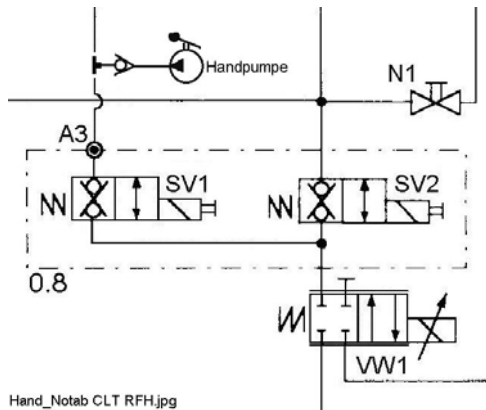 Handpumpe
N1
A3
SV1
SV2
0.8
VW1
Hand_Notab CLT RFH.jpg